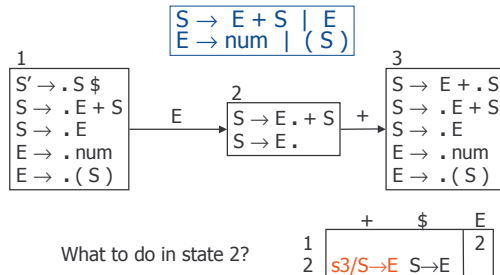 S → E + S | E
E → num | ( S )
1
S' → . S $
S → . E + S
S → . E
E → . num
E → . ( S )
E
2
S → E . + S
S → E .
+
3
S → E + . S
S → . E + S
S → . E
E → . num
E → . ( S )
What to do in state 2?
+ $ E
1 2
2 s3/S→E S→E